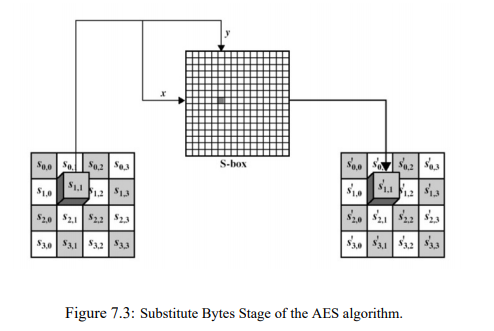 y
x
S-box
S0,0 S0,1 S0,2 S0,3
S1,0 S1,1 S1,2 S1,3
S2,0 S2,1 S2,2 S2,3
S3,0 S3,1 S3,2 S3,3
S'0,0 S'0, S'0,2 S'0,3
S'1,0 S'1,1 S'1,2 S'1,3
S'2,0 S'2,1 S'2,2 S'2,3
S'3,0 S'3,1 S'3,2 S'3,3
Figure 7.3: Substitute Bytes Stage of the AES algorithm.